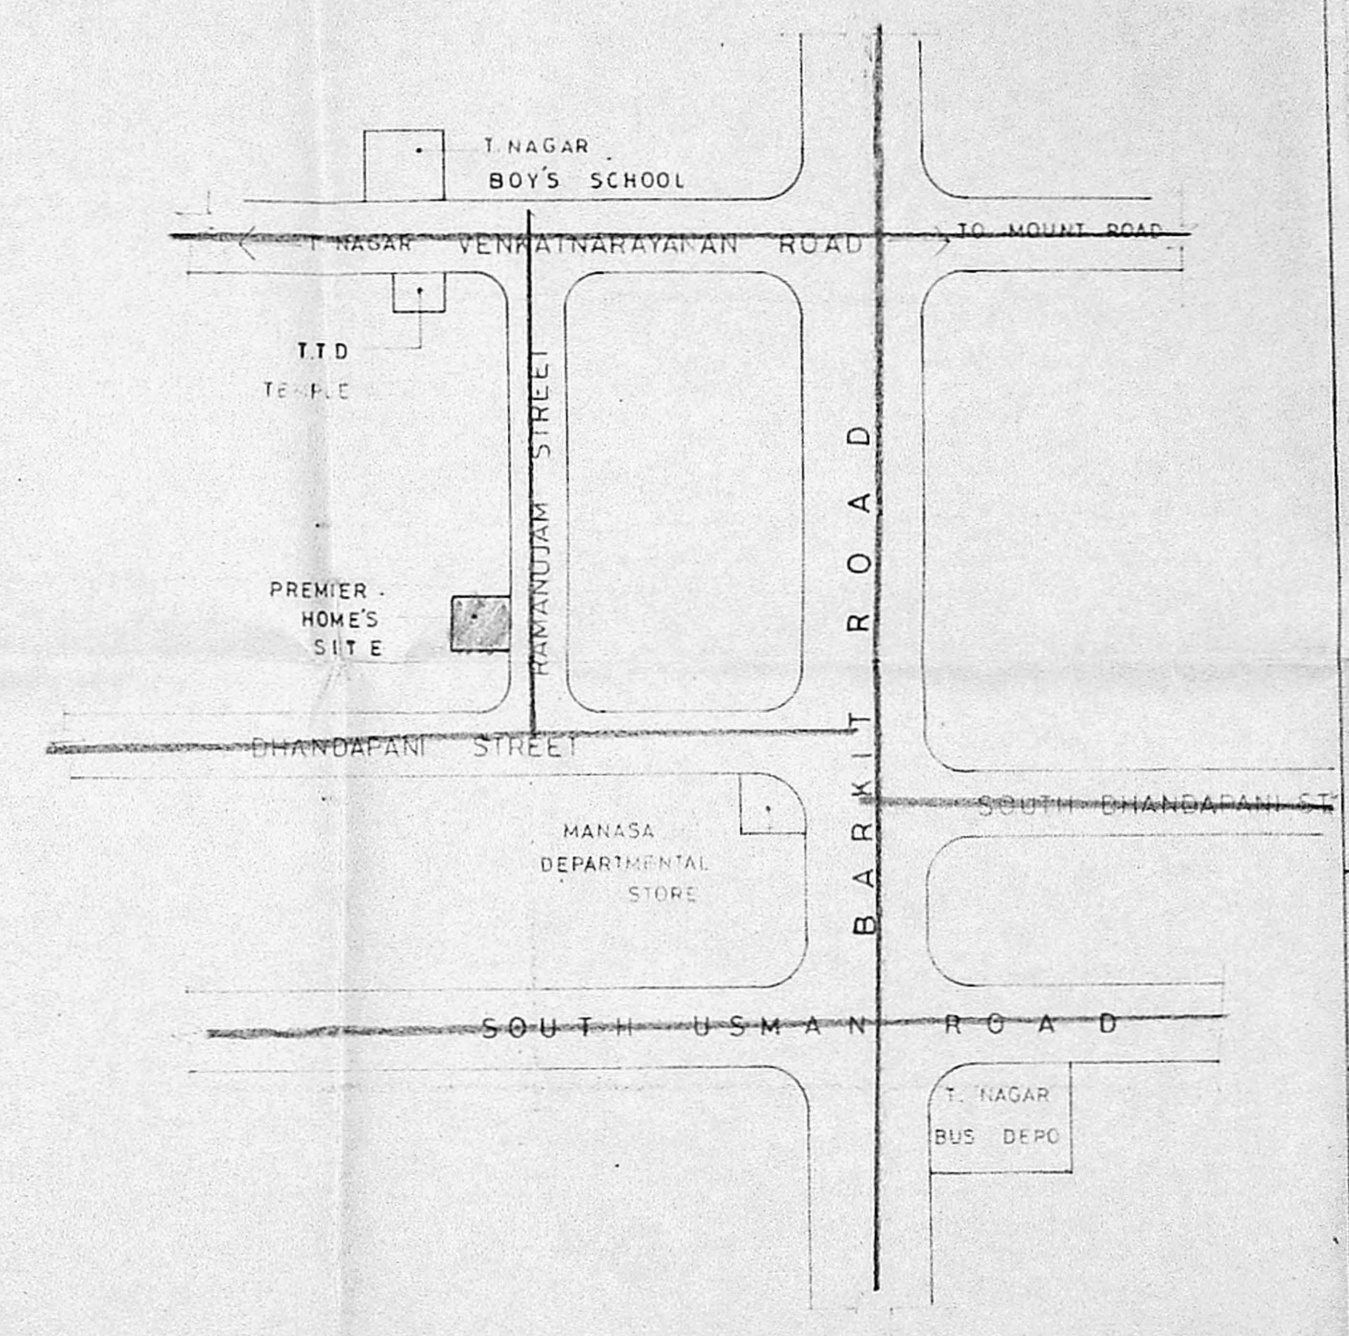 T. NAGAR
BOY'S SCHOOL
T. NAGAR VENKATNARAYANAN ROAD TO MOUNT ROAD
T.T.D
TEMPLE
RAMANUJAM STREET
BARKIT ROAD
PREMIER
HOME'S
SITE
DHANDAPANI STREET
SOUTH DHANDAPANI ST
MANASA
DEPARTMENTAL
STORE
SOUTH USMAN ROAD
T. NAGAR
BUS DEPO